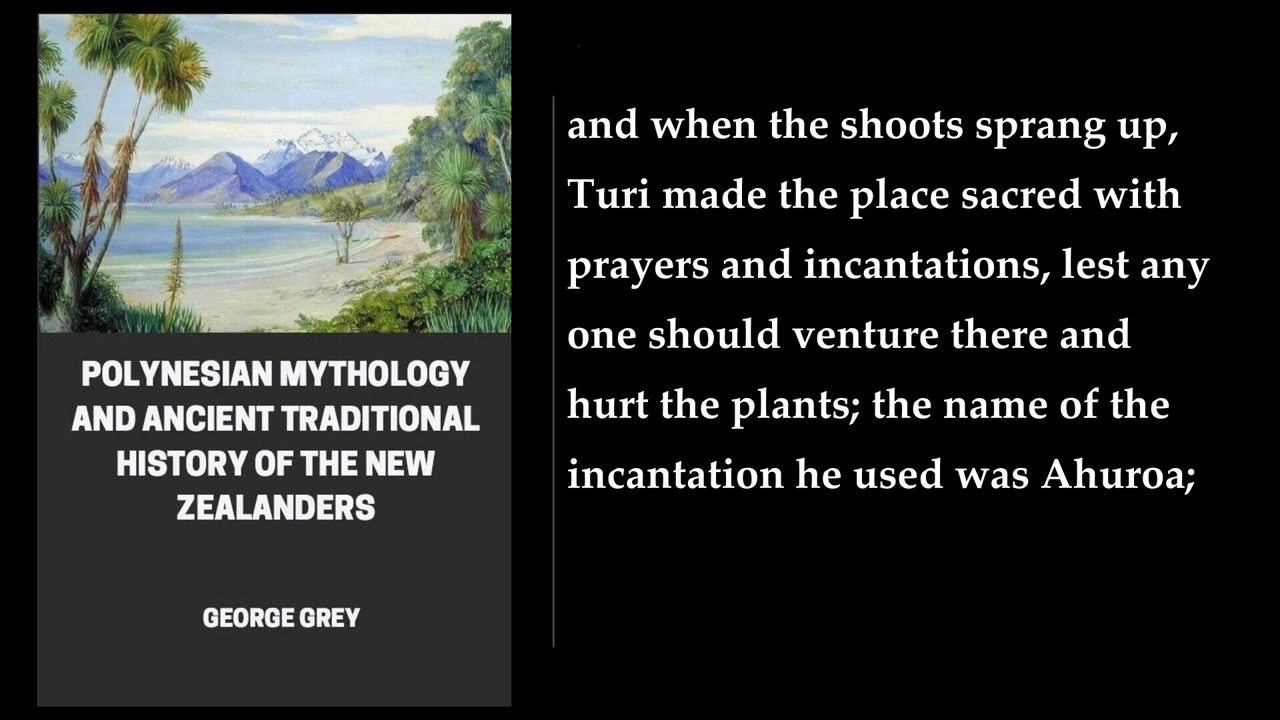 POLYNESIAN MYTHOLOGY
AND ANCIENT TRADITIONAL
HISTORY OF THE NEW
ZEALANDERS
GEORGE GREY
and when the shoots sprang up,
Turi made the place sacred with
prayers and incantations, lest any
one should venture there and
hurt the plants; the name of the
incantation he used was Ahuroa;